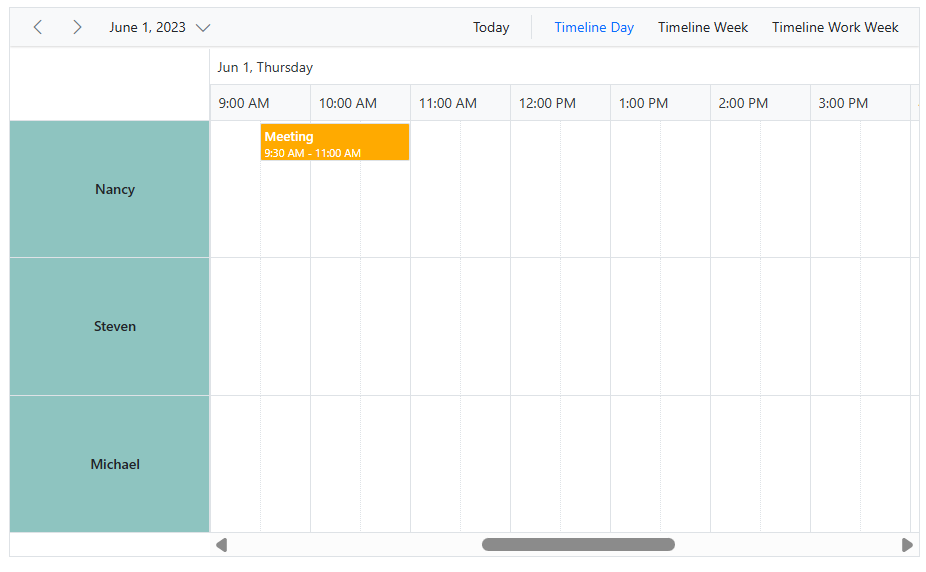 June 1, 2023 Today Timeline Day Timeline Week Timeline Work Week
Jun 1, Thursday
9:00 AM 10:00 AM 11:00 AM 12:00 PM 1:00 PM 2:00 PM 3:00 PM
Meeting
9:30 AM - 11:00 AM
Nancy
Steven
Michael